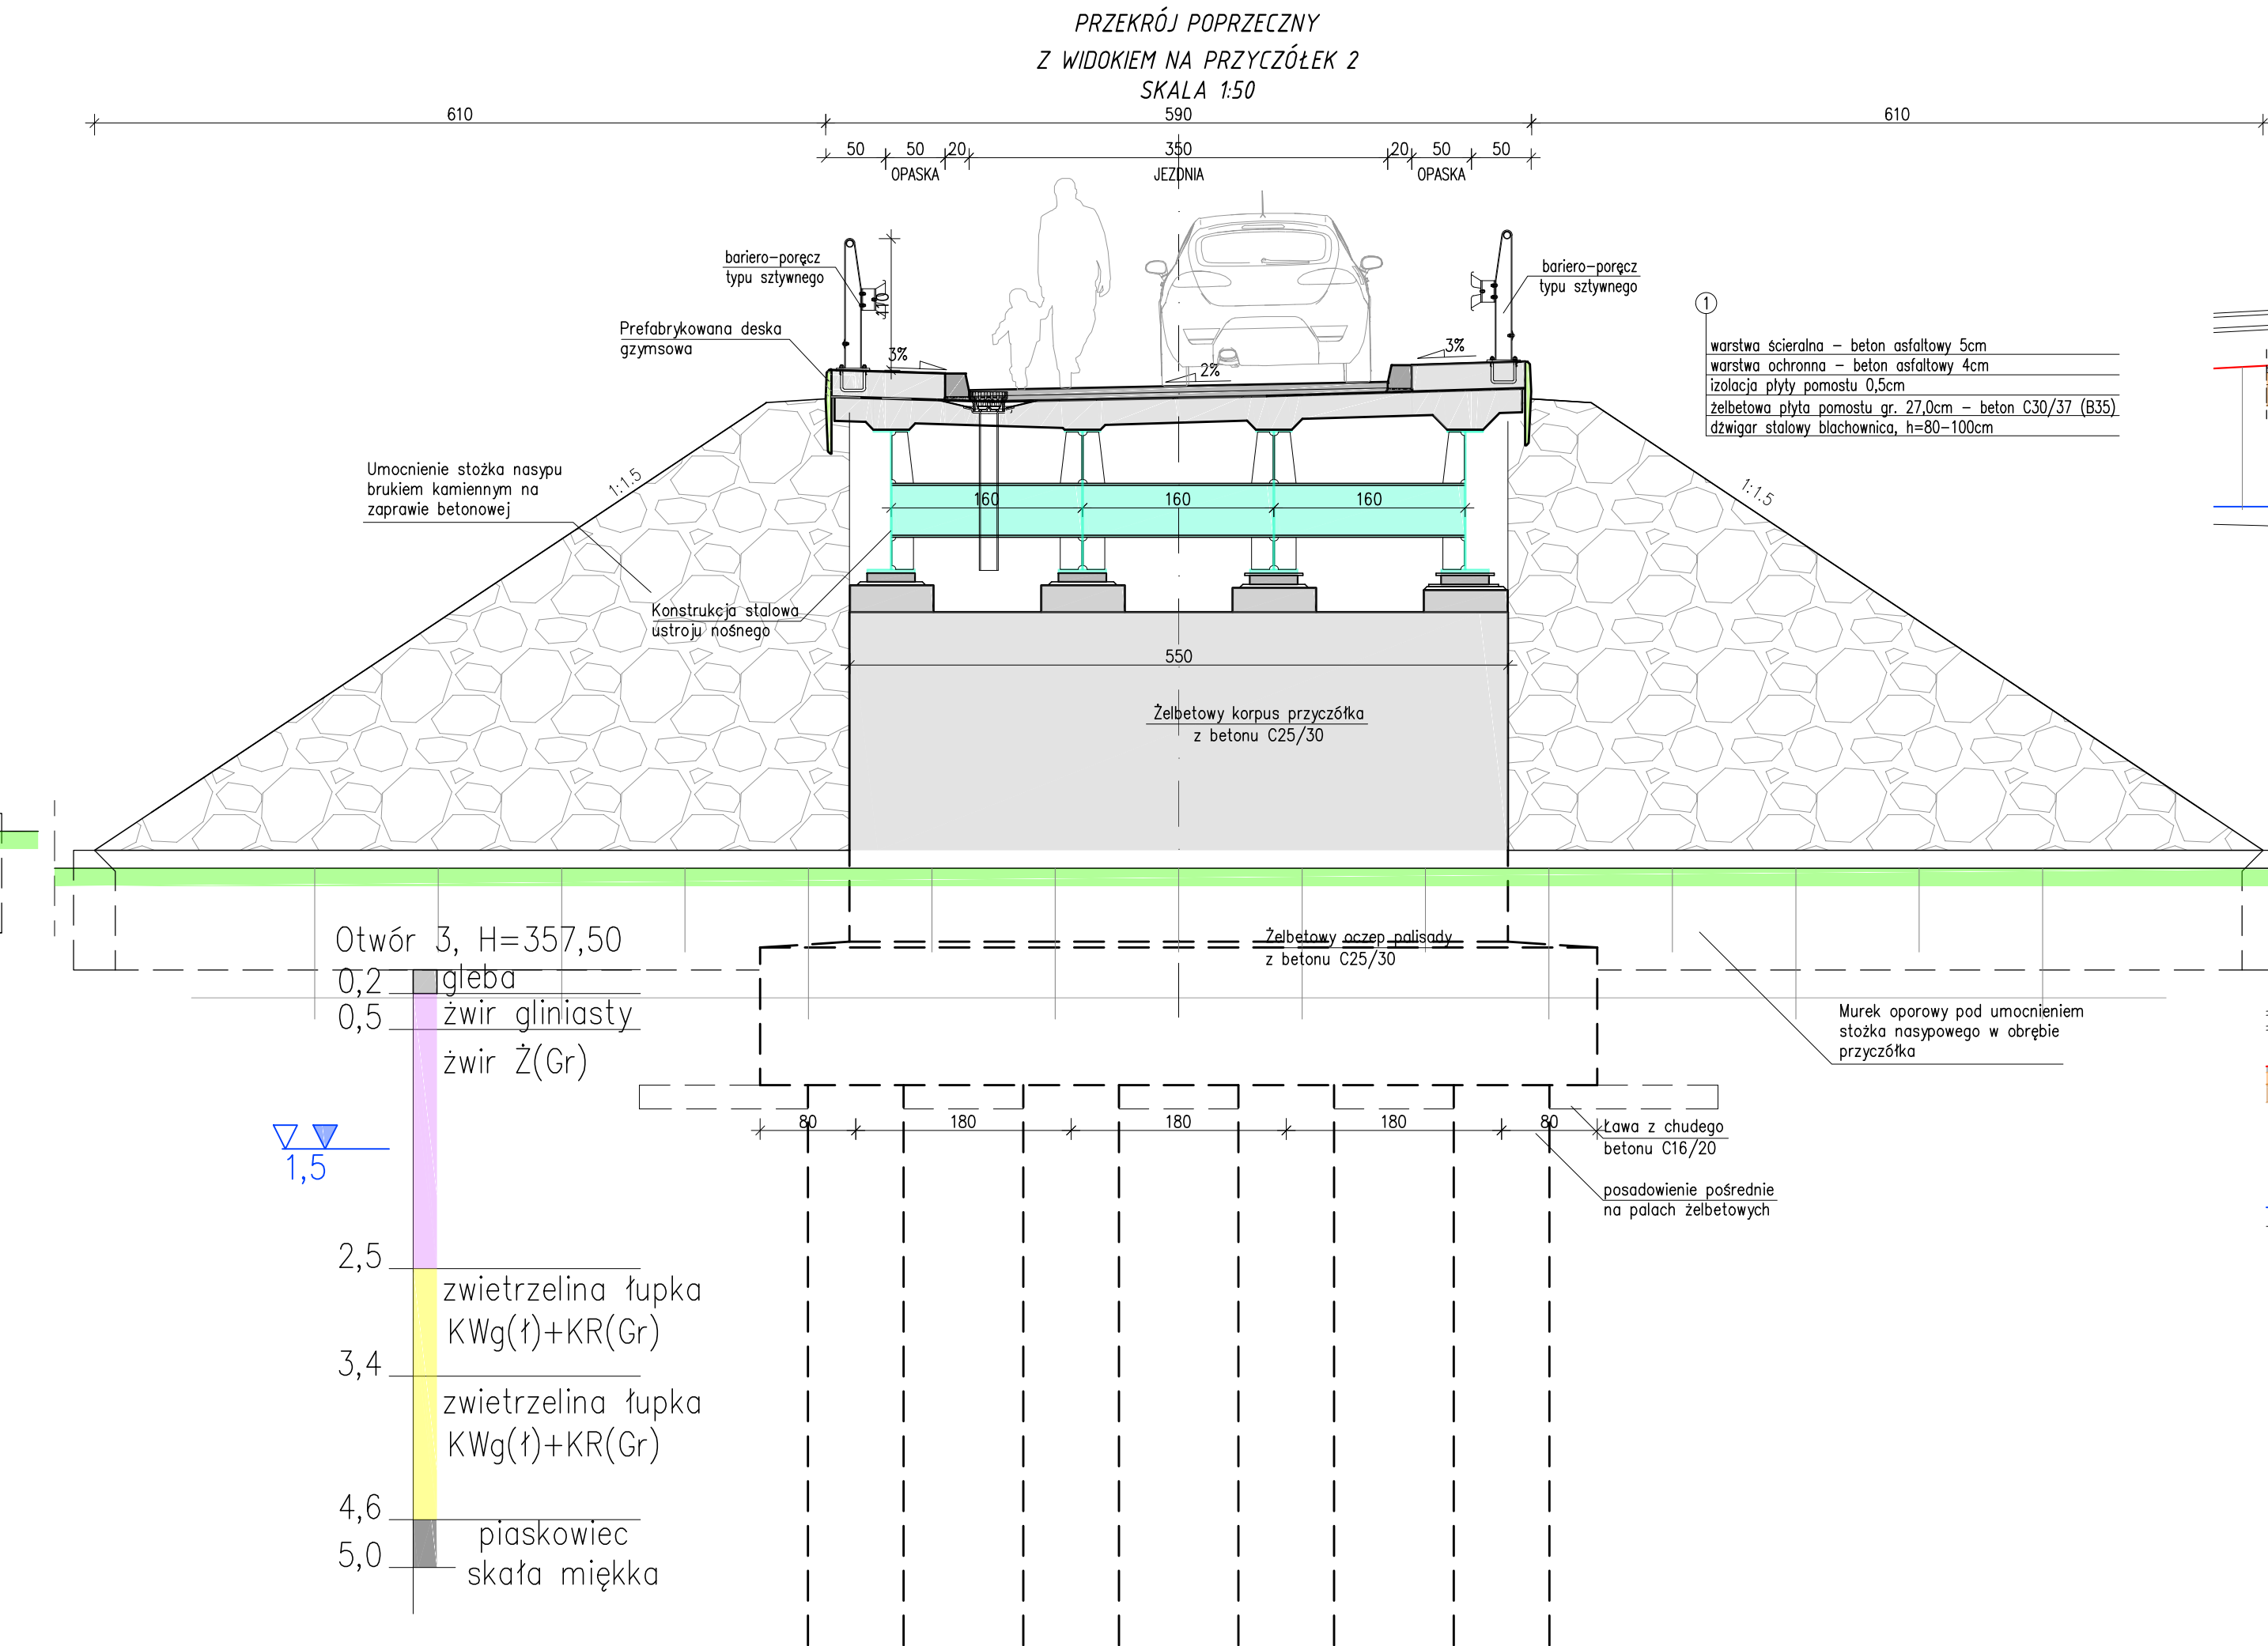 PRZEKRÓJ POPRZECZNY
Z WIDOKIEM NA PRZYCZÓŁEK 2
SKALA 1:50
610
590
610
50
50
20
350
20
50
50
OPASKA
JEZDNIA
OPASKA
bariero-poręcz
typu sztywnego
110
bariero-poręcz
typu sztywnego
1
Prefabrykowana deska
gzymsowa
3%
2%
3%
warstwa ścieralna – beton asfaltowy 5cm
warstwa ochronna – beton asfaltowy 4cm
izolacja płyty pomostu 0,5cm
żelbetowa płyta pomostu gr. 27,0cm – beton C30/37 (B35)
dźwigar stalowy blachownica, h=80-100cm
Umocnienie stożka nasypu
brukiem kamiennym na
zaprawie betonowej
1:1.5
1:1.5
160
160
160
Konstrukcja stalowa
ustroju nośnego
550
Żelbetowy korpus przyczółka
z betonu C25/30
Otwór 3, H=357,50
Żelbetowy oczep palisady
z betonu C25/30
0,2
gleba
0,5
żwir gliniasty
żwir Ż(Gr)
Murek oporowy pod umocnieniem
stożka nasypowego w obrębie
przyczółka
80
180
180
180
80
Ława z chudego
betonu C16/20
1,5
posadowienie pośrednie
na palach żelbetowych
2,5
zwietrzelina łupka
KWg(ł)+KR(Gr)
3,4
zwietrzelina łupka
KWg(ł)+KR(Gr)
4,6
piaskowiec
5,0
skała miękka